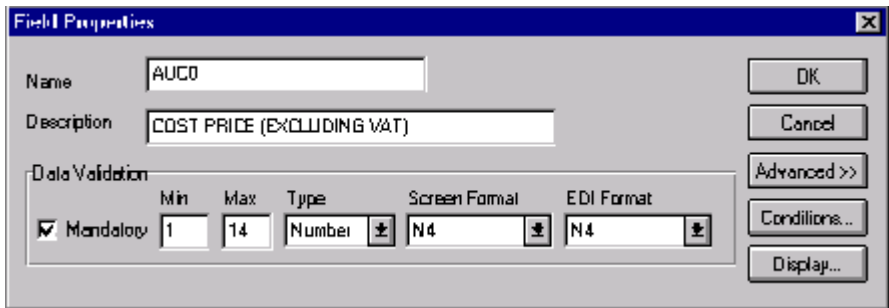 Field Properties
Name AUC0 OK
Description COST PRICE (EXCLUDING VAT) Cancel
Data Validation Advanced >>
Min Max Type Screen Format EDI Format
Mandatory 1 14 Number N4 N4 Conditions...
Display...